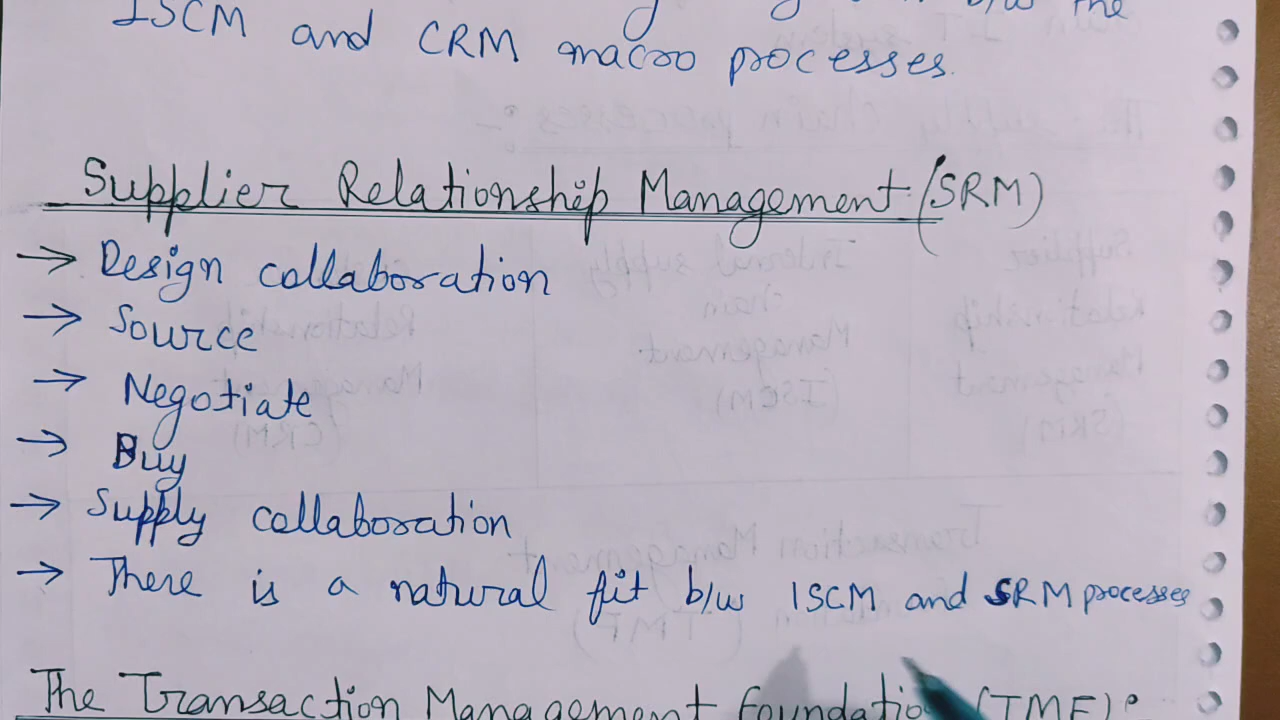 b/w the
ISCM and CRM macro processes.
Supplier Relationship Management (SRM)
→ Design collaboration
→ Source
→ Negotiate
→ Buy
→ Supply collaboration
→ There is a natural fit b/w ISCM and SRM processes
The Transaction Management Foundation (TMF):